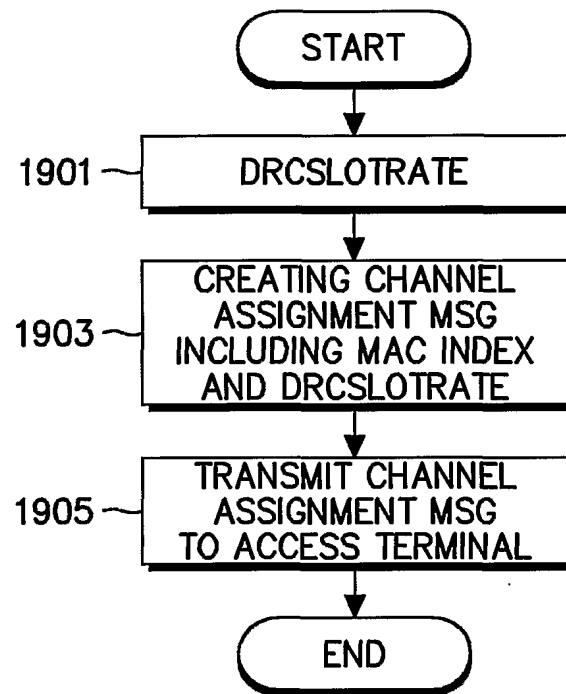 START
1901
DRCSLOTRATE
1903
CREATING CHANNEL
ASSIGNMENT MSG
INCLUDING MAC INDEX
AND DRCSLOTRATE
1905
TRANSMIT CHANNEL
ASSIGNMENT MSG
TO ACCESS TERMINAL
END